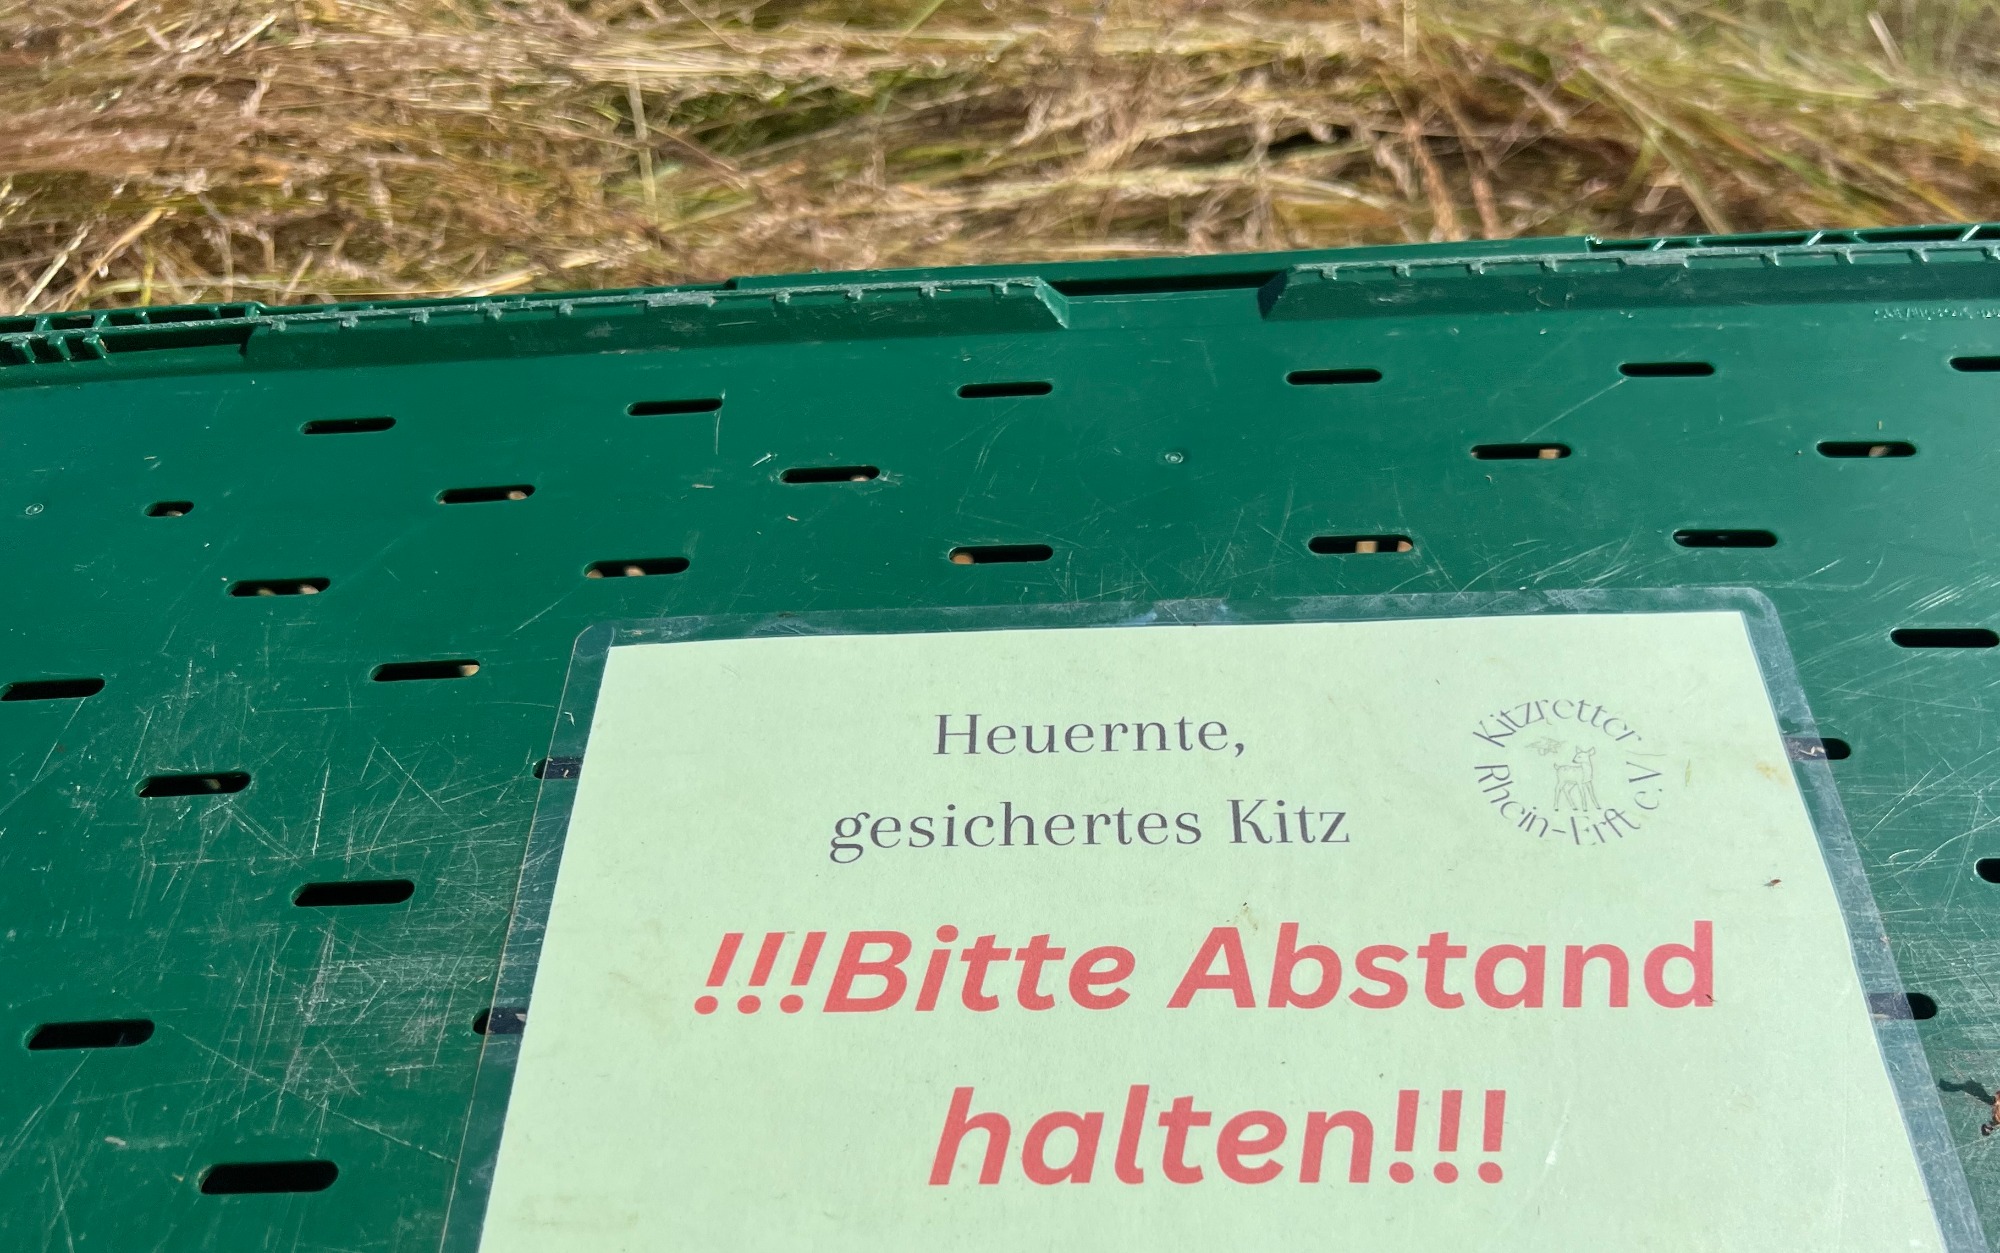 Heuernte,
gesichertes Kitz
Kitzretter
Rhein-Erft e.V.
!!!Bitte Abstand
halten!!!